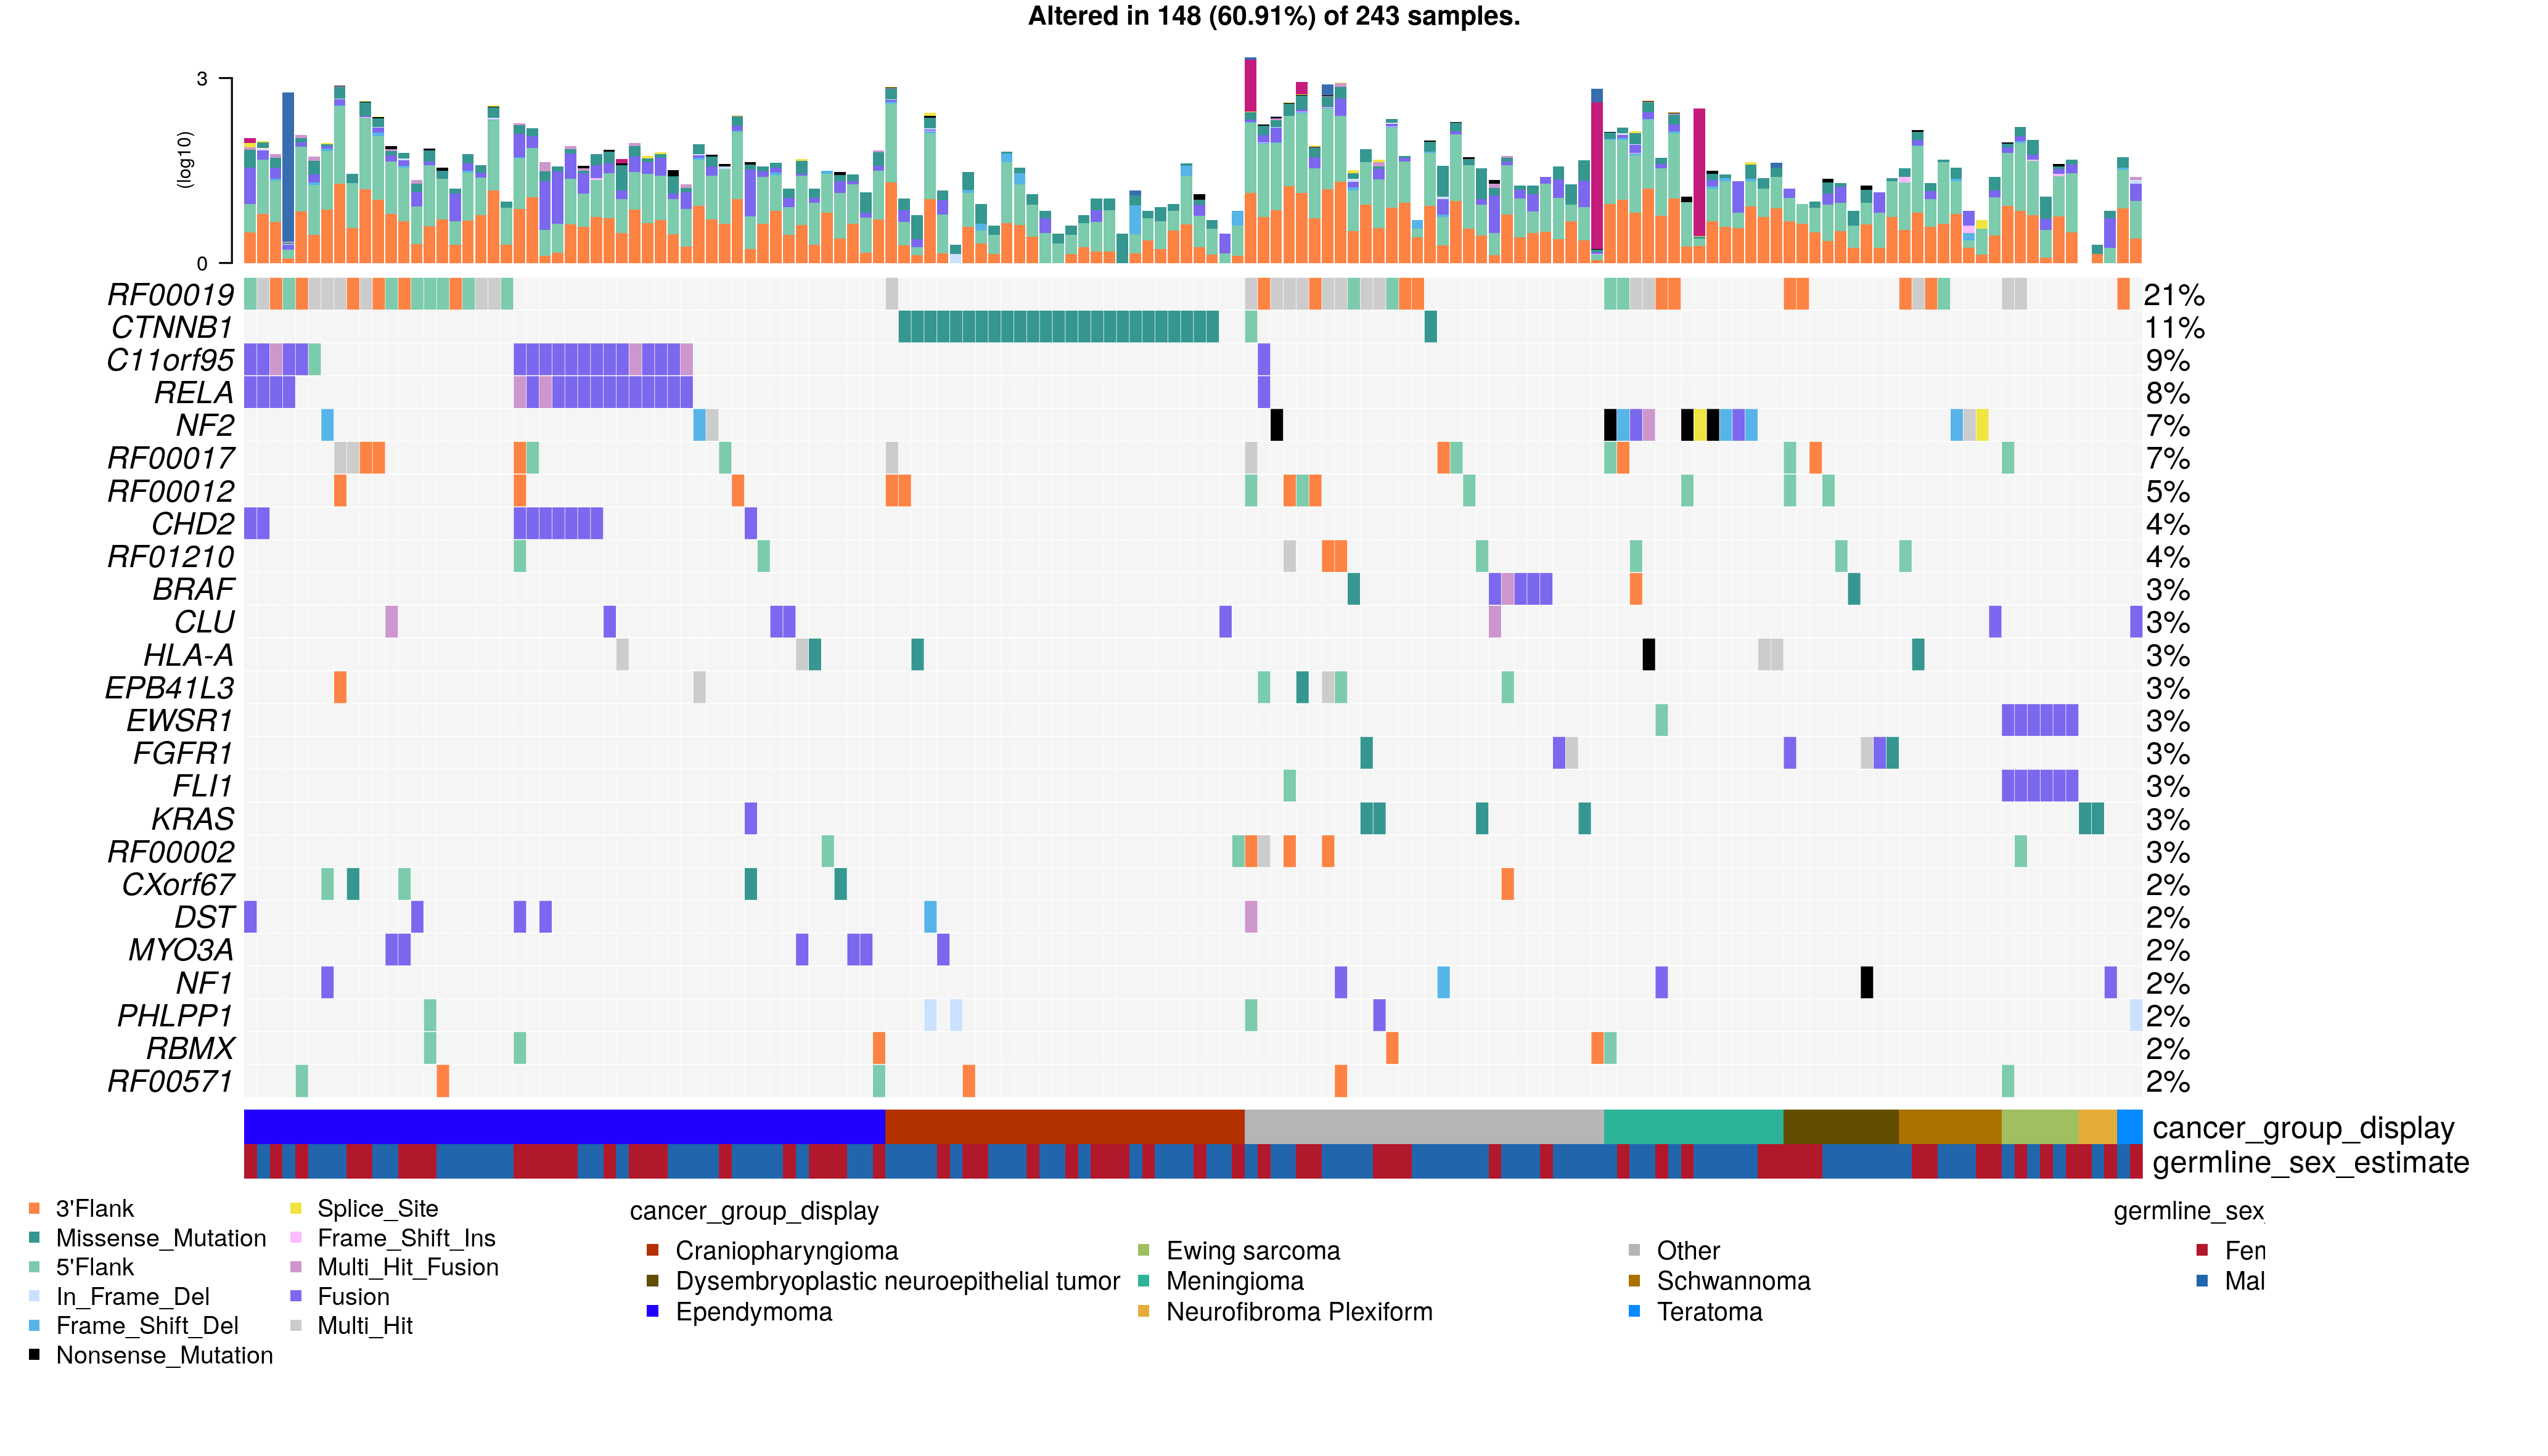 Altered in 148 (60.91%) of 243 samples.
3
(log10)
0
RF00019 21%
CTNNB1 11%
C11orf95 9%
RELA 8%
NF2 7%
RF00017 7%
RF00012 5%
CHD2 4%
RF01210 4%
BRAF 3%
CLU 3%
HLA-A 3%
EPB41L3 3%
EWSR1 3%
FGFR1 3%
FLI1 3%
KRAS 3%
RF00002 3%
CXorf67 2%
DST 2%
MYO3A 2%
NF1 2%
PHLPP1 2%
RBMX 2%
RF00571 2%
cancer_group_display
germline_sex_estimate
3'Flank
Missense_Mutation
5'Flank
In_Frame_Del
Frame_Shift_Del
Nonsense_Mutation
Splice_Site
Frame_Shift_Ins
Multi_Hit_Fusion
Fusion
Multi_Hit
cancer_group_display
Craniopharyngioma
Dysembryoplastic neuroepithelial tumor
Ependymoma
Ewing sarcoma
Meningioma
Neurofibroma Plexiform
Other
Schwannoma
Teratoma
germline_sex
Fen
Mal